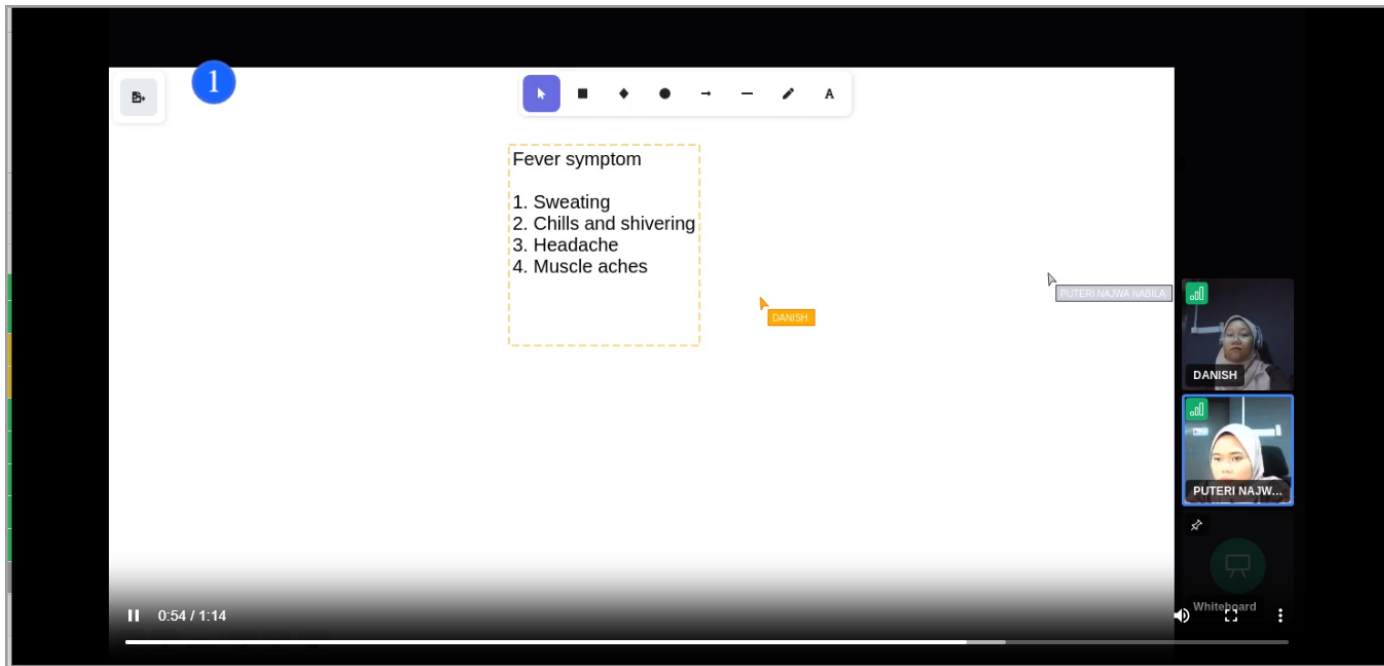 1
A
Fever symptom
1. Sweating
2. Chills and shivering
3. Headache
4. Muscle aches
PUTERI NAJWA NABILA
DANISH
DANISH
PUTERI NAJW...
Whiteboard
0:54 / 1:14